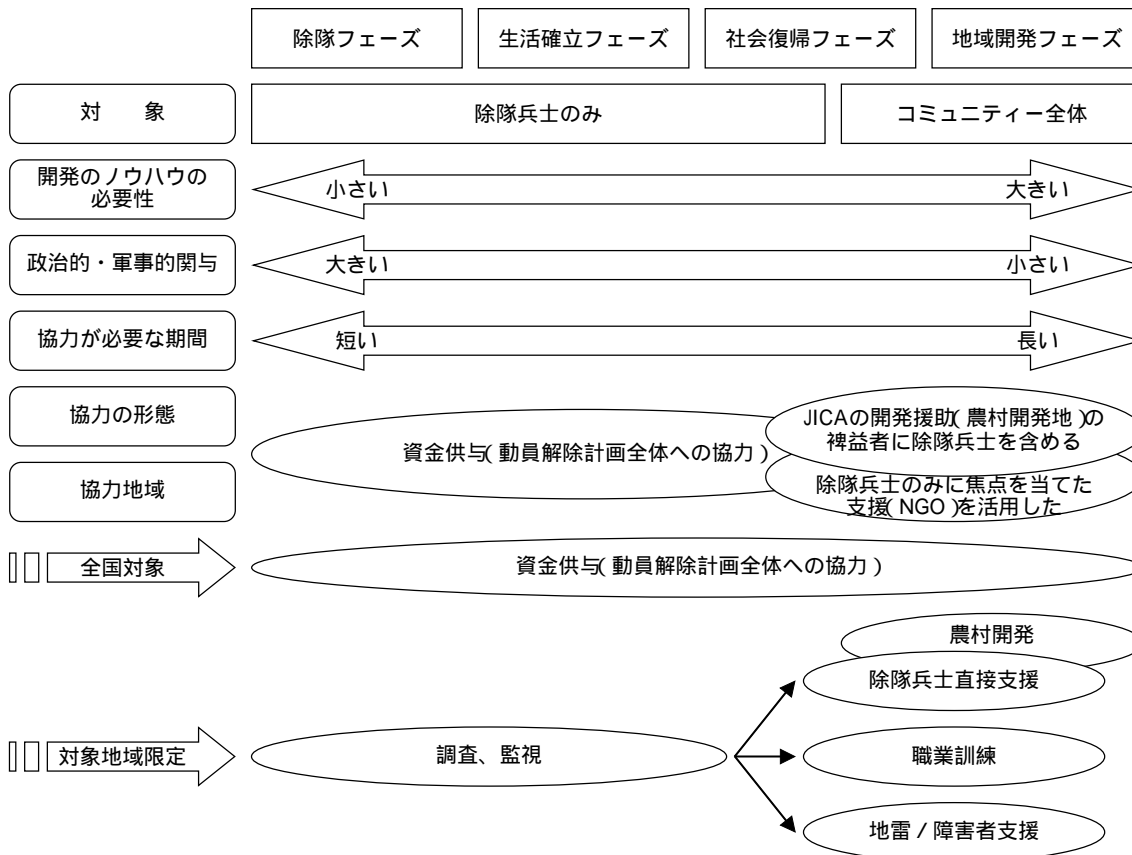 除隊フェーズ
生活確立フェーズ
社会復帰フェーズ
地域開発フェーズ
対　　象
除隊兵士のみ
コミュニティー全体
開発のノウハウの
必要性
小さい
大きい
政治的・軍事的関与
大きい
小さい
協力が必要な期間
短い
長い
協力の形態
資金供与（動員解除計画全体への協力）
JICAの開発援助（農村開発地）の
裨益者に除隊兵士を含める
協力地域
除隊兵士のみに焦点を当てた
支援（NGO）を活用した
全国対象
資金供与（動員解除計画全体への協力）
農村開発
除隊兵士直接支援
対象地域限定
調査、監視
職業訓練
地雷／障害者支援